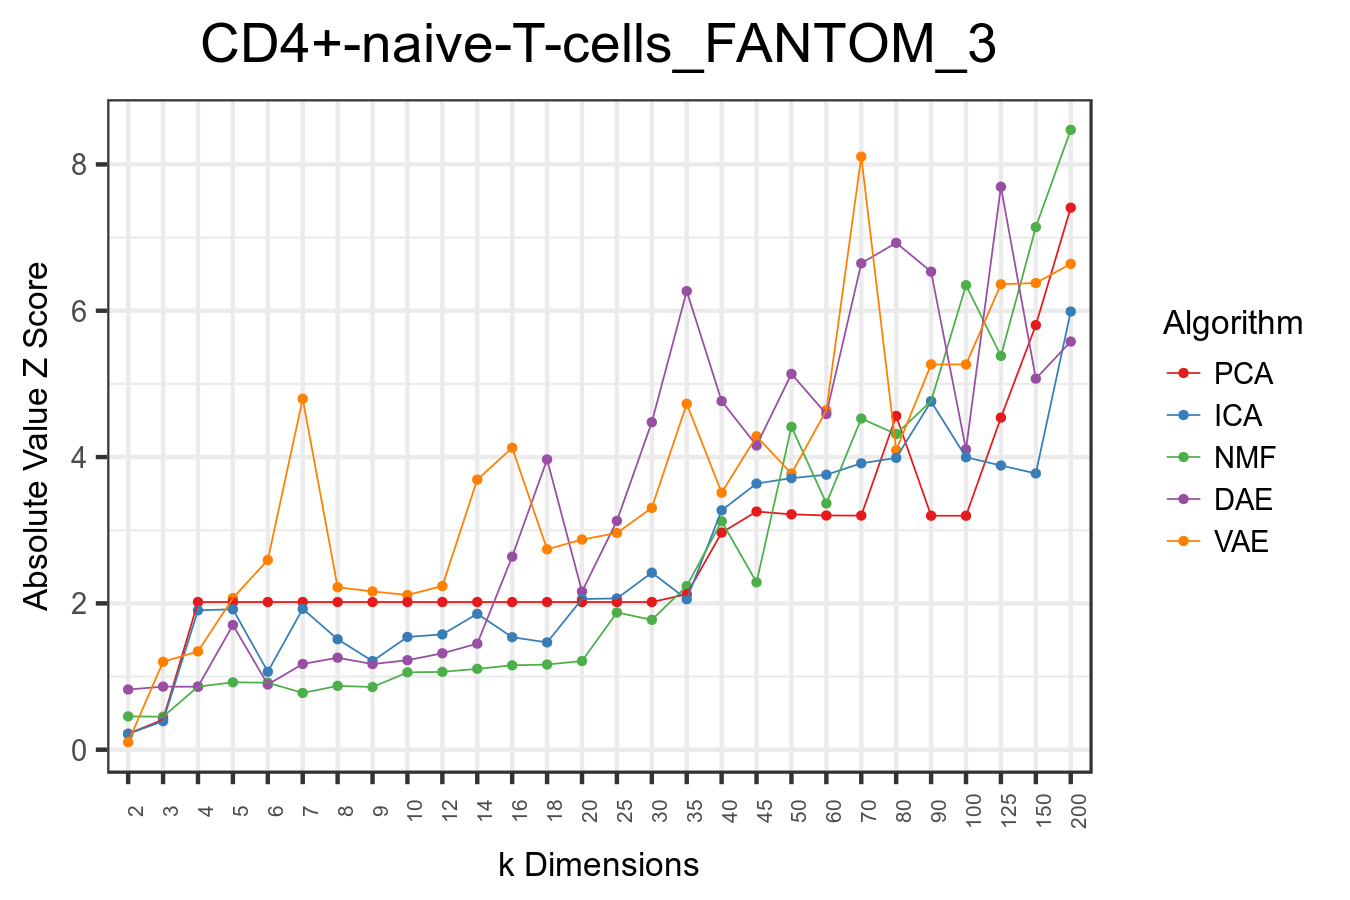 CD4+-naive-T-cells_FANTOM_3
Absolute Value Z Score
8
6
4
2
0
2 3 4 5 6 7 8 9 10 12 14 16 18 20 25 30 35 40 45 50 60 70 80 90 100 125 150 200
k Dimensions
Algorithm
PCA
ICA
NMF
DAE
VAE